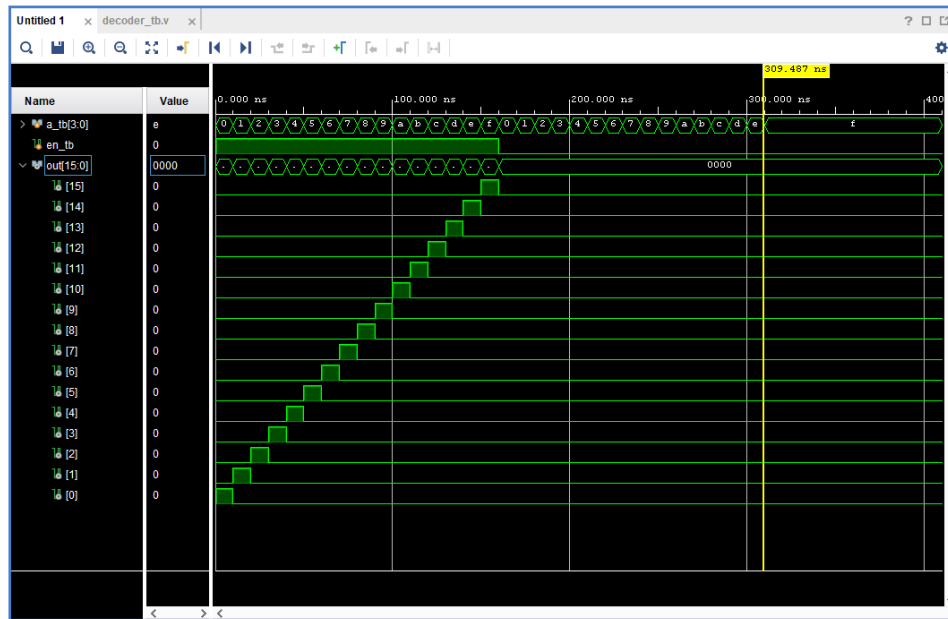 Untitled 1 × decoder_tb.v ×
309.487 ns
Name Value
0.000 ns 100.000 ns 200.000 ns 300.000 ns 40
> a_tb[3:0] e 0 1 2 3 4 5 6 7 8 9 a b c d e f 0 1 2 3 4 5 6 7 8 9 a b c d e f
en_tb 0
out[15:0] 0000 . . . . . . . . . . . . . . . . 0000
[15] 0
[14] 0
[13] 0
[12] 0
[11] 0
[10] 0
[9] 0
[8] 0
[7] 0
[6] 0
[5] 0
[4] 0
[3] 0
[2] 0
[1] 0
[0] 0